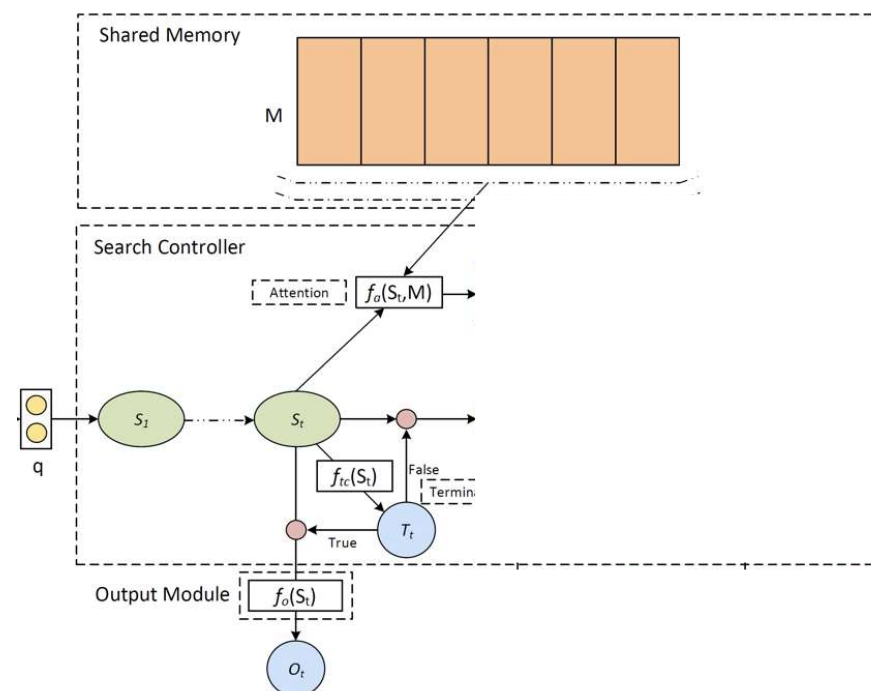 Shared Memory
M
Search Controller
Attention
fa(St,M)
S1
St
q
ftc(St)
False
Termina
Tt
True
Output Module
fo(St)
Ot